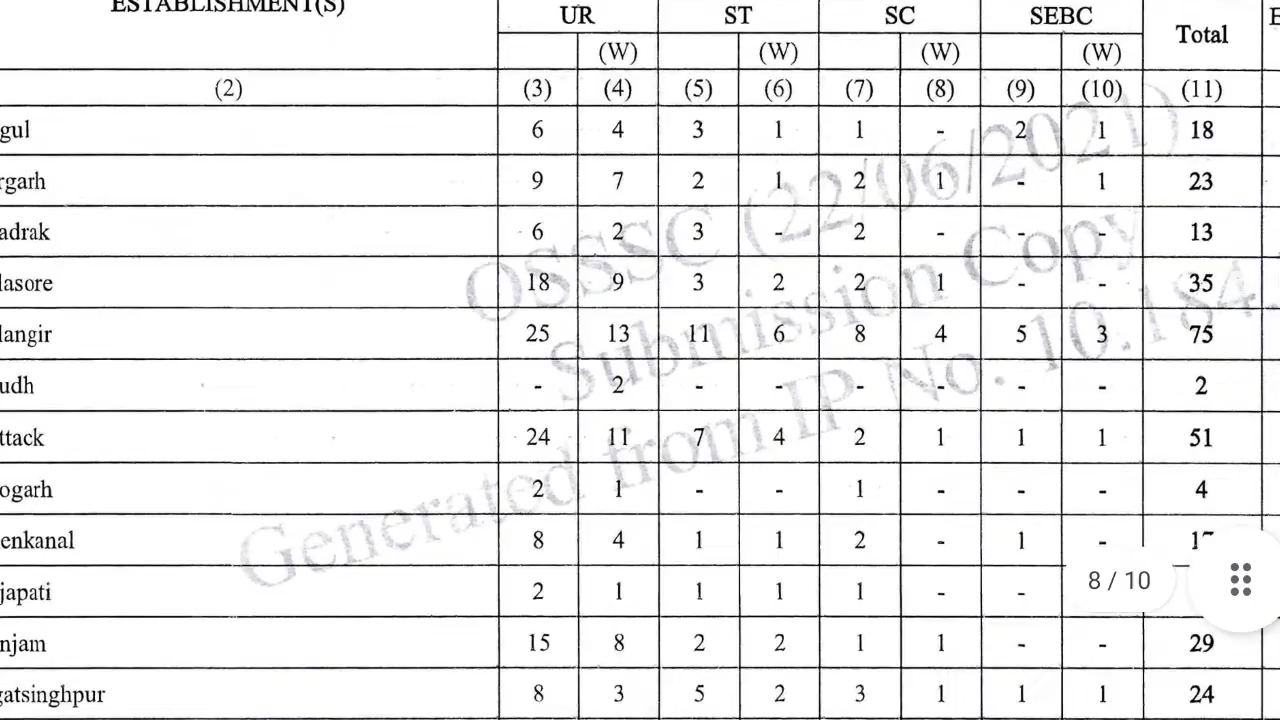 ESTABLISHMENT(S)
UR ST SC SEBC Total E
(W) (W) (W) (W)
(2) (3) (4) (5) (6) (7) (8) (9) (10) (11)
gul 6 4 3 1 1 - 2 1 18
rgarh 9 7 2 1 2 1 - 1 23
adrak 6 2 3 - 2 - - - 13
lasore 18 9 3 2 2 1 - - 35
langir 25 13 11 6 8 4 5 3 75
udh - 2 - - - - - - 2
ttack 24 11 7 4 2 1 1 1 51
ogarh 2 1 - - 1 - - - 4
enkanal 8 4 1 1 2 - 1 -
japati 2 1 1 1 1 - -
njam 15 8 2 2 1 1 - - 29
gatsinghpur 8 3 5 2 3 1 1 1 24
OSSSC (22/06/2021)
Submission Copy
Generated from IP No. 10.184.
8 / 10